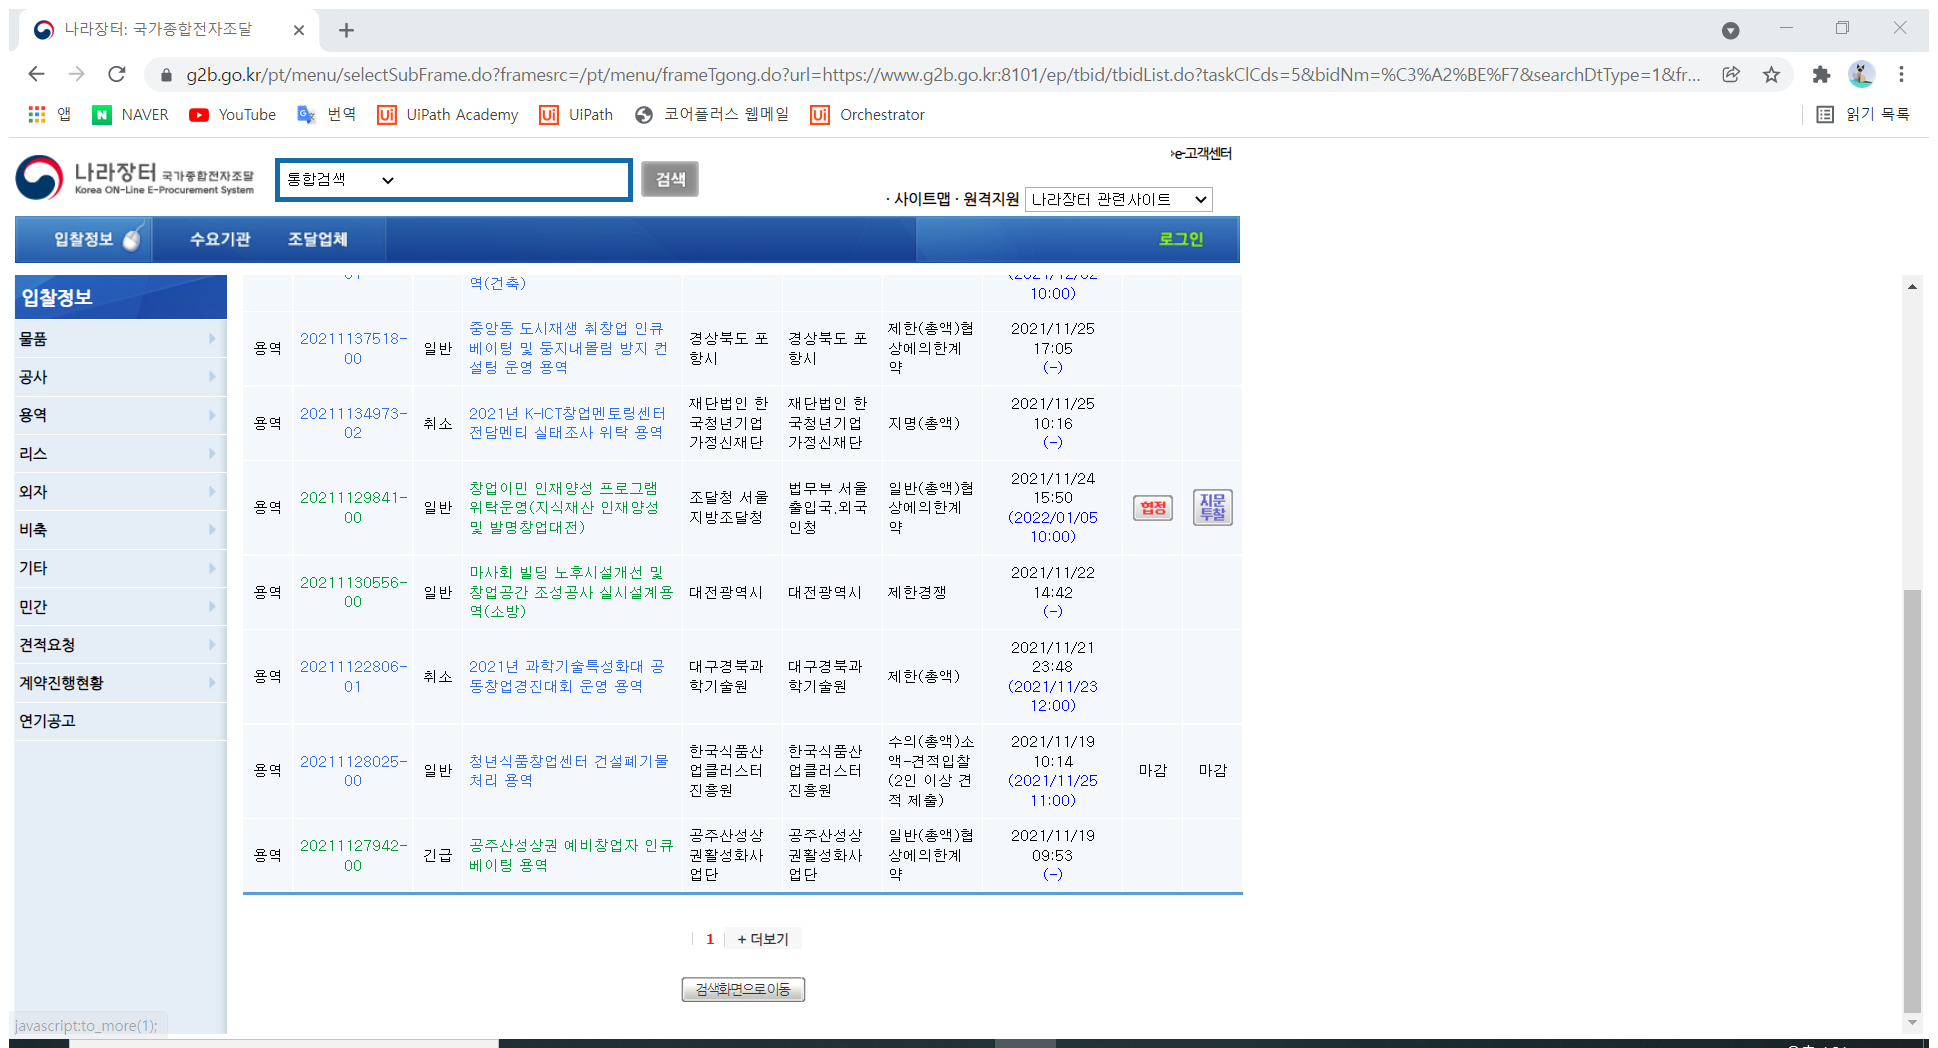 나라장터: 국가종합전자조달
g2b.go.kr/pt/menu/selectSubFrame.do?framesrc=/pt/menu/frameTgong.do?url=https://www.g2b.go.kr:8101/ep/tbid/tbidList.do?taskClCds=5&bidNm=%C3%A2%BE%F7&searchDtType=1&fr...
앱 NAVER YouTube 번역 UiPath Academy UiPath 코어플러스 웹메일 Orchestrator 읽기 목록
e-고객센터
나라장터 국가종합전자조달
Korea ON-Line E-Procurement System
통합검색 검색
· 사이트맵 · 원격지원 나라장터 관련사이트
입찰정보 수요기관 조달업체 로그인
입찰정보
물품
공사
용역
리스
외자
비축
기타
민간
견적요청
계약진행현황
연기공고
역(건축)
(2021/12/02
10:00)
용역
20211137518-
00
일반
중앙동 도시재생 취창업 인큐
베이팅 및 둥지내몰림 방지 컨
설팅 운영 용역
경상북도 포
항시
경상북도 포
항시
제한(총액)협
상에의한계
약
2021/11/25
17:05
(-)
용역
20211134973-
02
취소
2021년 K-ICT창업멘토링센터
전담멘티 실태조사 위탁 용역
재단법인 한
국청년기업
가정신재단
재단법인 한
국청년기업
가정신재단
지명(총액)
2021/11/25
10:16
(-)
용역
20211129841-
00
일반
창업이민 인재양성 프로그램
위탁운영(지식재산 인재양성
및 발명창업대전)
조달청 서울
지방조달청
법무부 서울
출입국.외국
인청
일반(총액)협
상에의한계
약
2021/11/24
15:50
(2022/01/05
10:00)
협정
지문
투찰
용역
20211130556-
00
일반
마사회 빌딩 노후시설개선 및
창업공간 조성공사 실시설계용
역(소방)
대전광역시
대전광역시
제한경쟁
2021/11/22
14:42
(-)
용역
20211122806-
01
취소
2021년 과학기술특성화대 공
동창업경진대회 운영 용역
대구경북과
학기술원
대구경북과
학기술원
제한(총액)
2021/11/21
23:48
(2021/11/23
12:00)
용역
20211128025-
00
일반
청년식품창업센터 건설폐기물
처리 용역
한국식품산
업클러스터
진흥원
한국식품산
업클러스터
진흥원
수의(총액)소
액-견적입찰
(2인 이상 견
적 제출)
2021/11/19
10:14
(2021/11/25
11:00)
마감
마감
용역
20211127942-
00
긴급
공주산성상권 예비창업자 인큐
베이팅 용역
공주산성상
권활성화사
업단
공주산성상
권활성화사
업단
일반(총액)협
상에의한계
약
2021/11/19
09:53
(-)
1 + 더보기
검색화면으로이동
javascript:to_more(1);